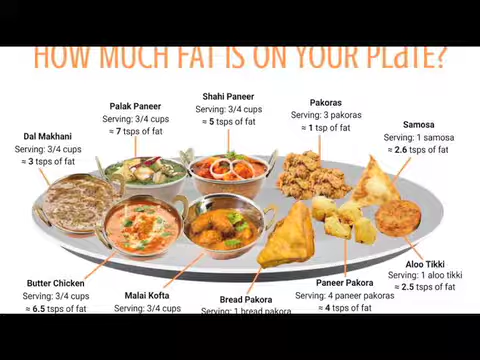 HOW MUCH FAT IS ON YOUR PLATE?
Shahi Paneer
Serving: 3/4 cups
≈ 5 tsps of fat
Palak Paneer
Serving: 3/4 cups
≈ 7 tsps of fat
Pakoras
Serving: 3 pakoras
≈ 1 tsp of fat
Samosa
Serving: 1 samosa
≈ 2.6 tsps of fat
Dal Makhani
Serving: 3/4 cups
≈ 3 tsps of fat
Aloo Tikki
Serving: 1 aloo tikki
≈ 2.5 tsps of fat
Butter Chicken
Serving: 3/4 cups
≈ 6.5 tsps of fat
Malai Kofta
Serving: 3/4 cups
Bread Pakora
Serving: 1 bread pakora
Paneer Pakora
Serving: 4 paneer pakoras
≈ 4 tsps of fat